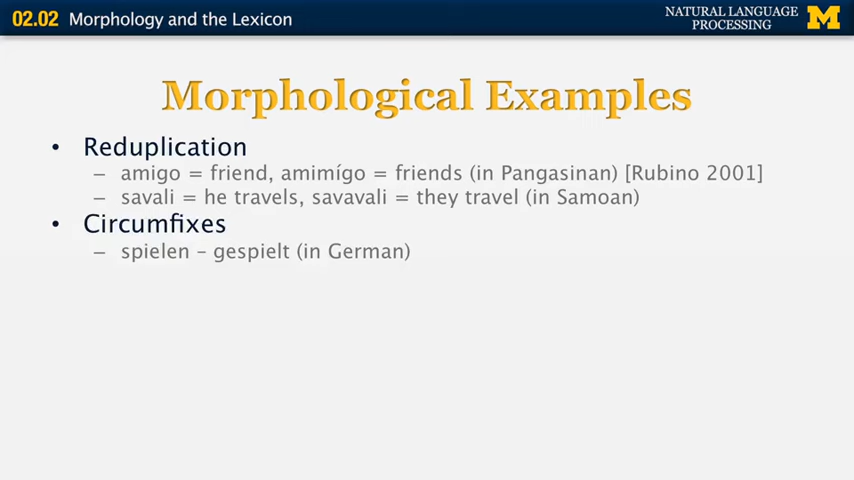 02.02 Morphology and the Lexicon
NATURAL LANGUAGE
PROCESSING
M
Morphological Examples
• Reduplication
– amigo = friend, amimígo = friends (in Pangasinan) [Rubino 2001]
– savali = he travels, savavali = they travel (in Samoan)
• Circumfixes
– spielen – gespielt (in German)